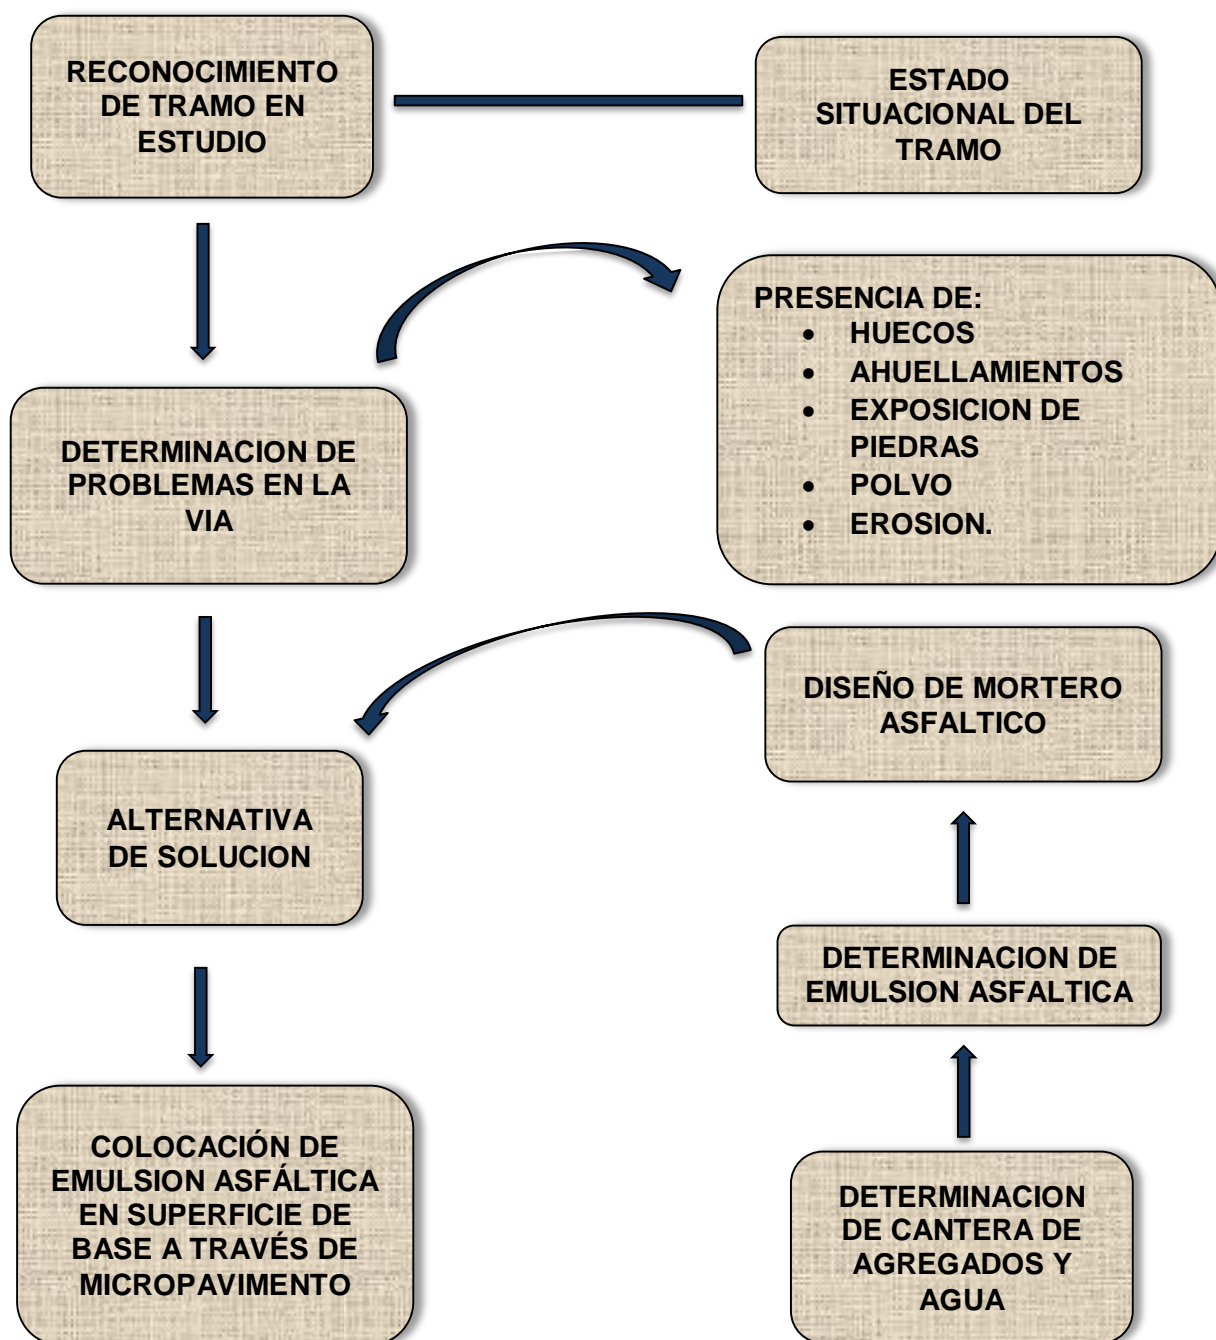 RECONOCIMIENTO
DE TRAMO EN
ESTUDIO
ESTADO
SITUACIONAL DEL
TRAMO
PRESENCIA DE:
• HUECOS
• AHUELLAMIENTOS
• EXPOSICION DE
PIEDRAS
• POLVO
• EROSION.
DETERMINACION DE
PROBLEMAS EN LA
VIA
DISEÑO DE MORTERO
ASFALTICO
ALTERNATIVA
DE SOLUCION
DETERMINACION DE
EMULSION ASFALTICA
COLOCACIÓN DE
EMULSION ASFÁLTICA
EN SUPERFICIE DE
BASE A TRAVÉS DE
MICROPAVIMENTO
DETERMINACION
DE CANTERA DE
AGREGADOS Y
AGUA